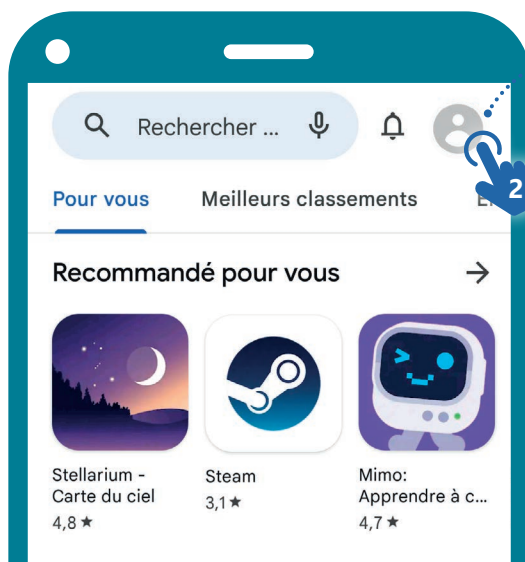 Rechercher ...
2
Pour vous Meilleurs classements
Recommandé pour vous
Stellarium -
Carte du ciel
4,8 ★
Steam
3,1 ★
Mimo:
Apprendre à c...
4,7 ★